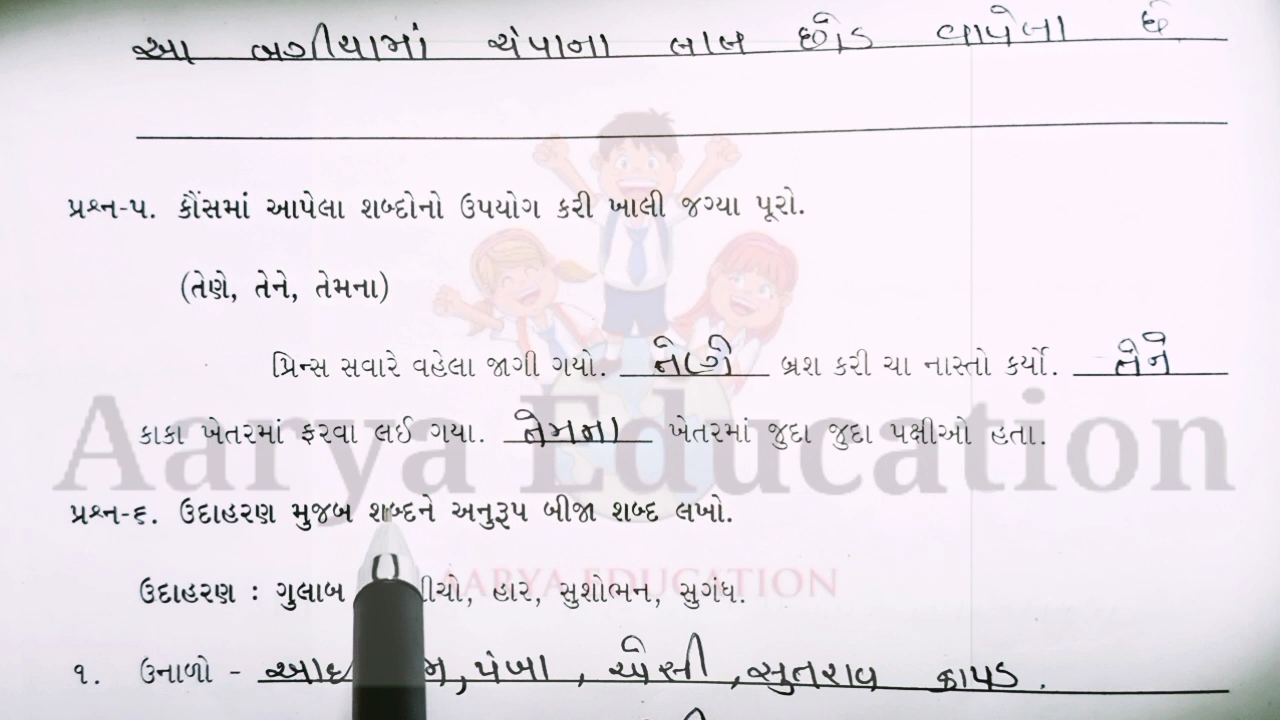 આ બગીચામાં ચંપાના લાલ છોડ વાપેલા છે
પ્રશ્ન-૫. કૌંસમાં આપેલા શબ્દોનો ઉપયોગ કરી ખાલી જગ્યા પૂરો.
(તેણે, તેને, તેમના)
પ્રિન્સ સવારે વહેલા જાગી ગયો. તેણે બ્રશ કરી ચા નાસ્તો કર્યો. તેને
કાકા ખેતરમાં ફરવા લઈ ગયા. તેમના ખેતરમાં જુદા જુદા પક્ષીઓ હતા.
Aarya Education
પ્રશ્ન-૬. ઉદાહરણ મુજબ શબ્દને અનુરૂપ બીજા શબ્દ લખો.
AARYA EDUCATION
ઉદાહરણ : ગુલાબ હાર, સુશોભન, સુગંધ.
૧. ઉનાળો - પંખા, એસી, સુતરાવ કાપડ.